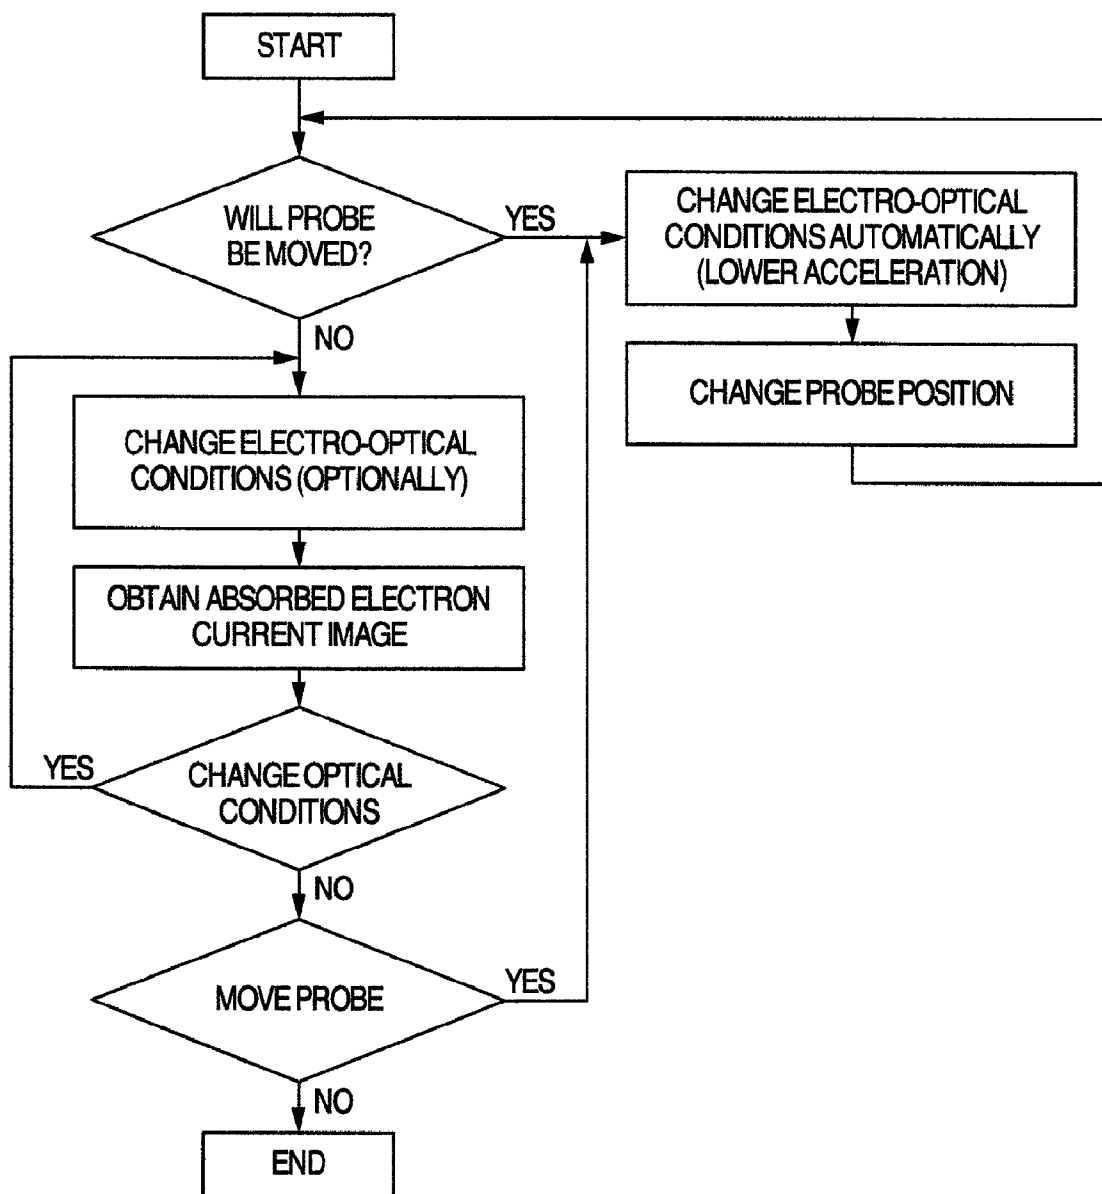 START
WILL PROBE
BE MOVED?
YES
NO
CHANGE ELECTRO-OPTICAL
CONDITIONS AUTOMATICALLY
(LOWER ACCELERATION)
CHANGE PROBE POSITION
CHANGE ELECTRO-OPTICAL
CONDITIONS (OPTIONALLY)
OBTAIN ABSORBED ELECTRON
CURRENT IMAGE
YES
CHANGE OPTICAL
CONDITIONS
NO
MOVE PROBE
YES
NO
END